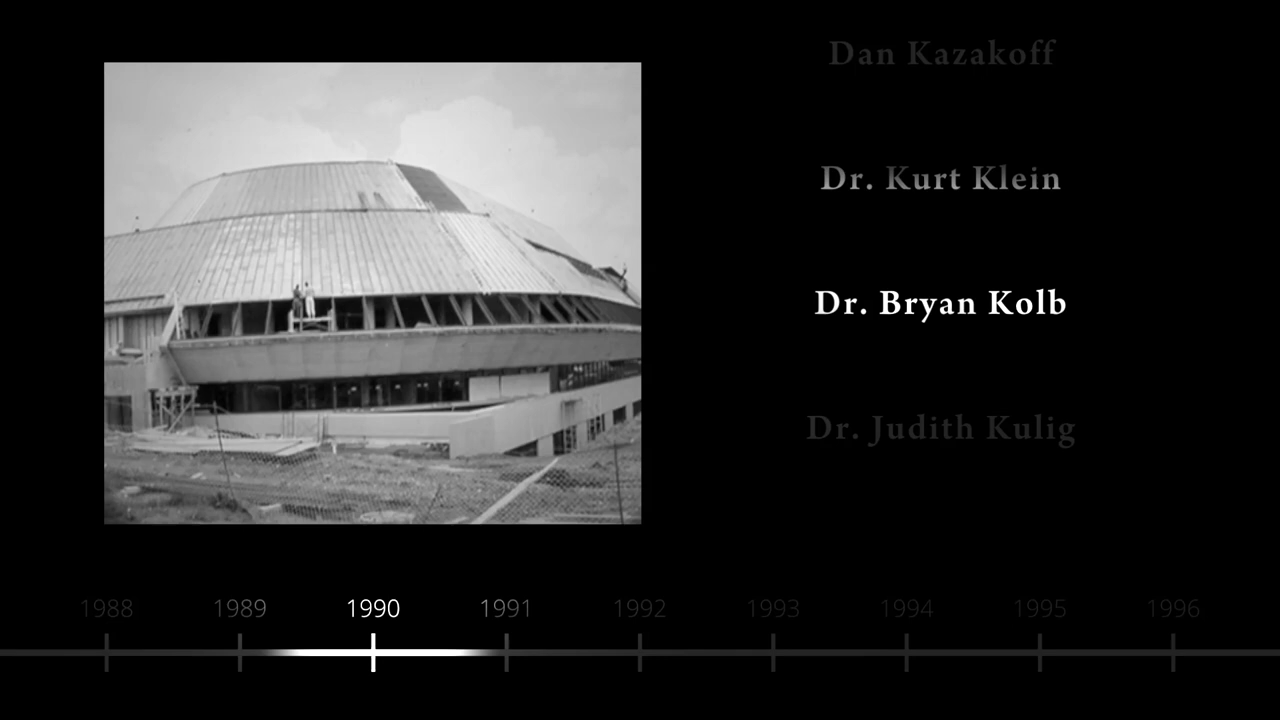 Dan Kazakoff
Dr. Kurt Klein
Dr. Bryan Kolb
Dr. Judith Kulig
1988 1989 1990 1991 1992 1993 1994 1995 1996